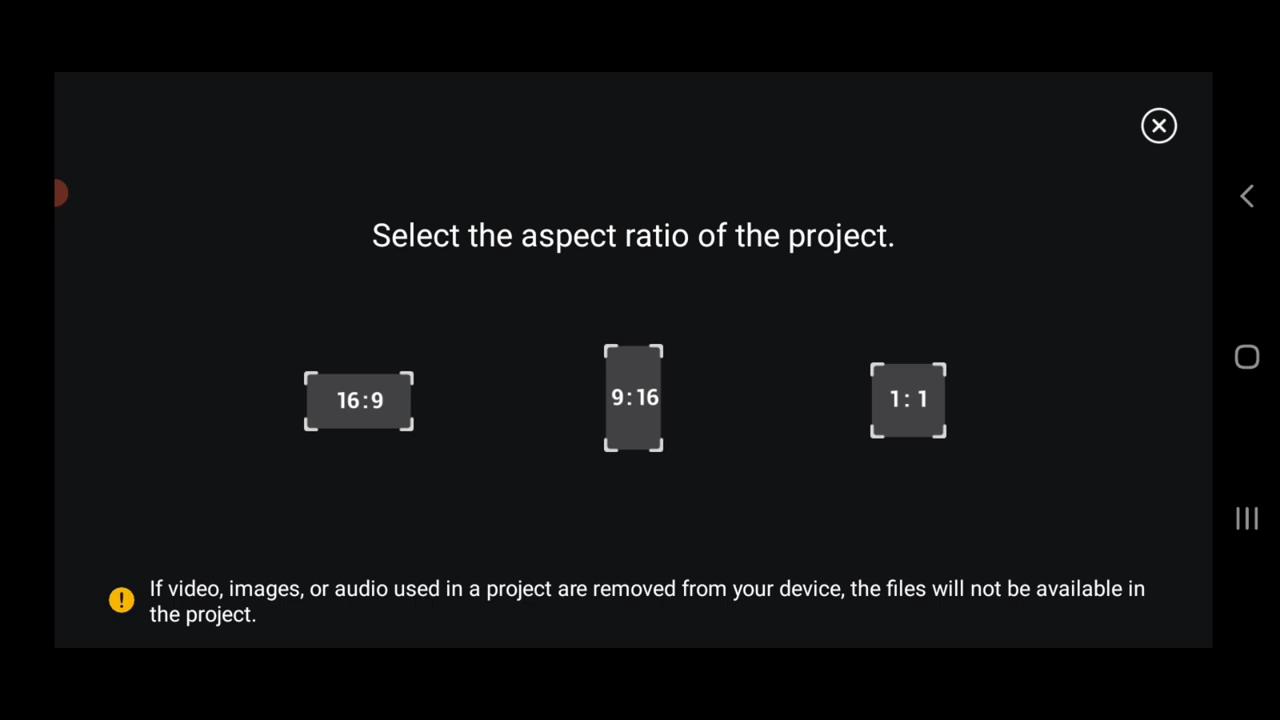 Select the aspect ratio of the project.
16:9
9:16
1:1
If video, images, or audio used in a project are removed from your device, the files will not be available in
the project.